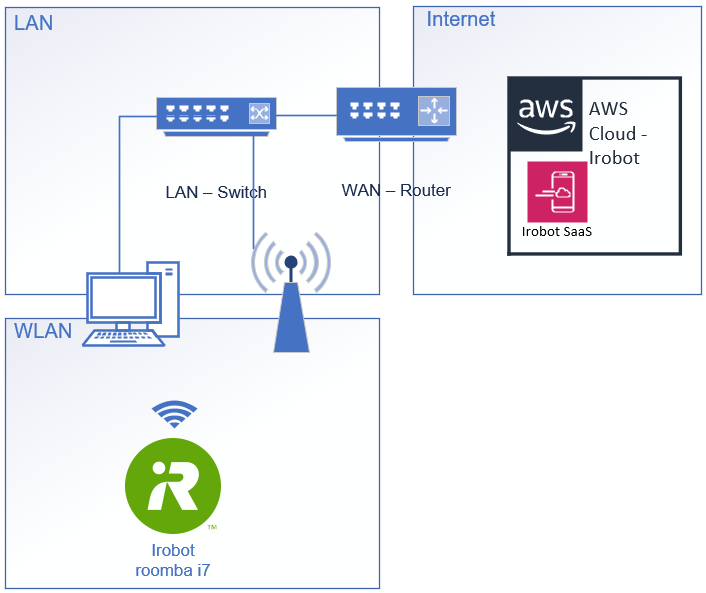 LAN
Internet
aws
AWS
Cloud -
Irobot
Irobot SaaS
LAN – Switch
WAN – Router
WLAN
iR
TM
Irobot
roomba i7